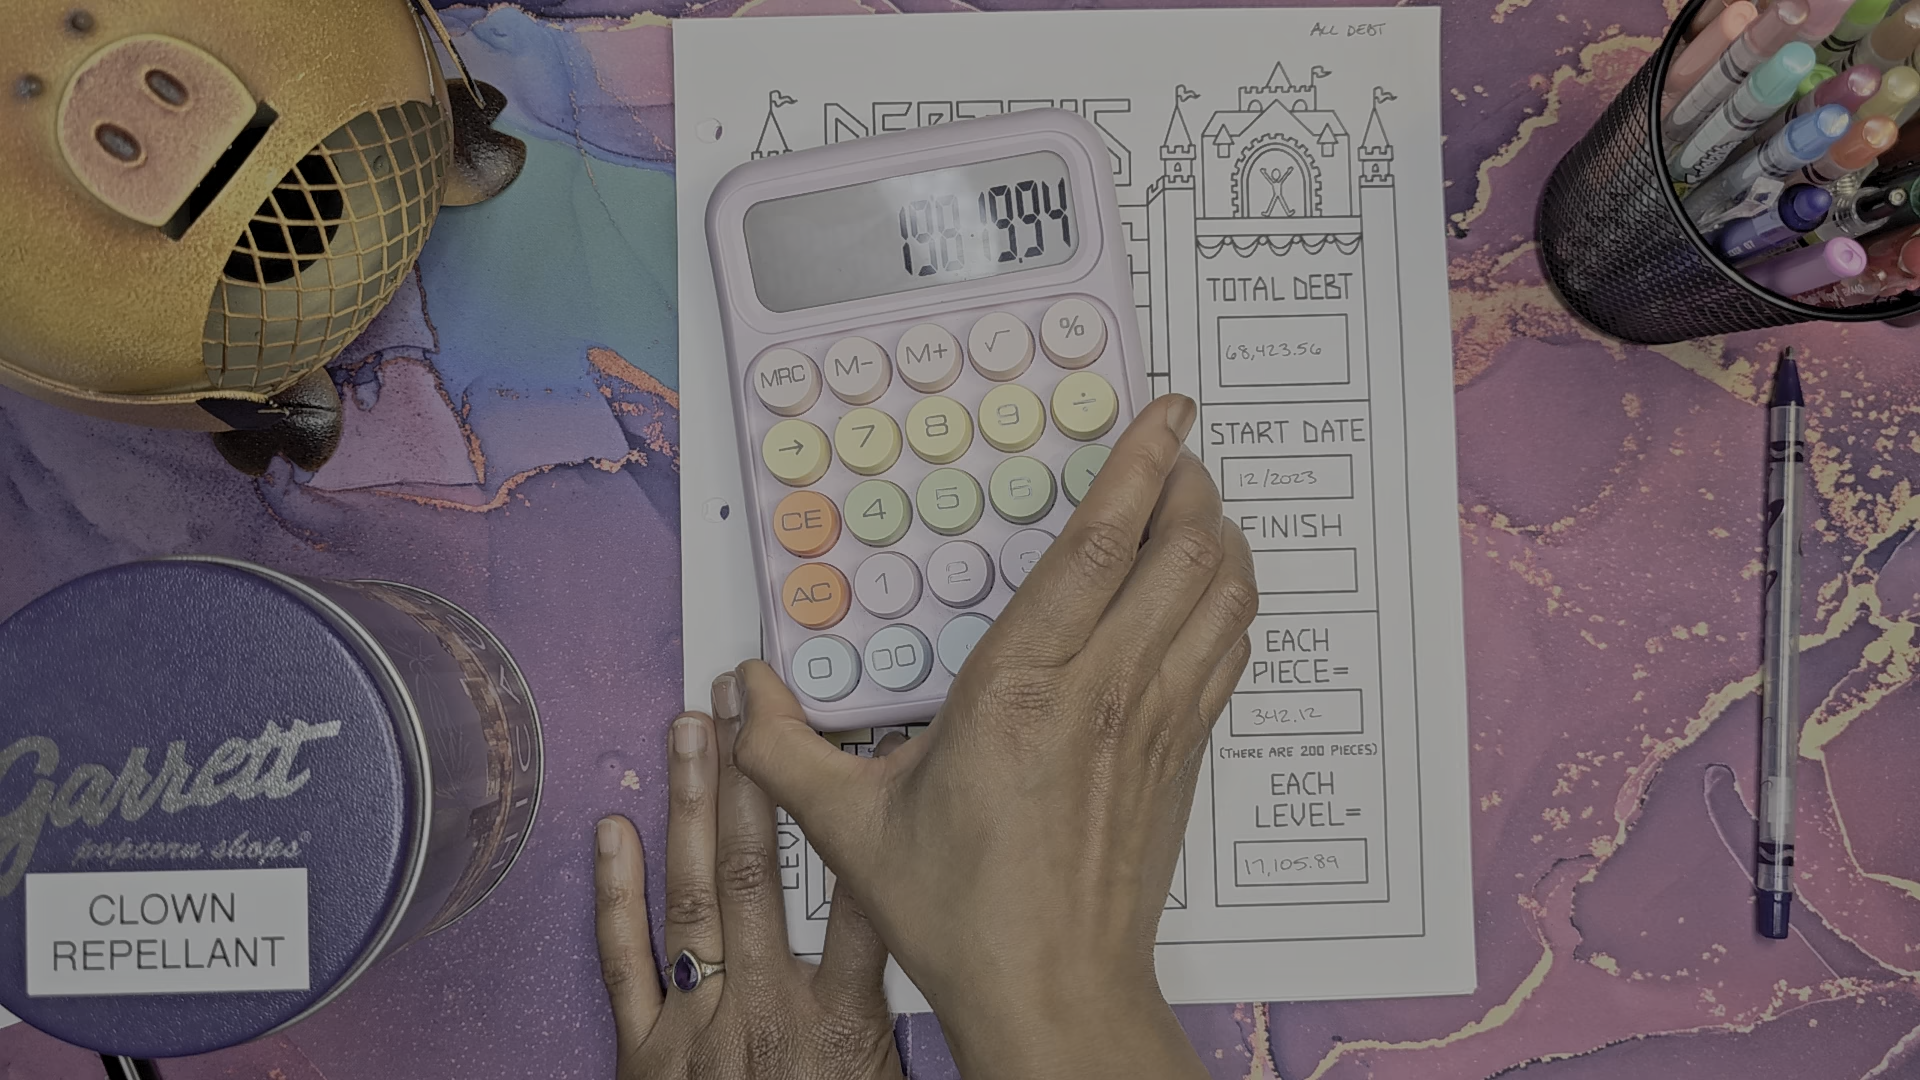 ALL DEBT
19819.94
MRC M- M+ √ %
→ 7 8 9 ÷
CE 4 5 6
AC 1 2 3
0 00
TOTAL DEBT
68,423.56
START DATE
12/2023
FINISH
EACH
PIECE=
342.12
(THERE ARE 200 PIECES)
EACH
LEVEL=
17,105.89
Garrett
popcorn shops®
CLOWN
REPELLANT